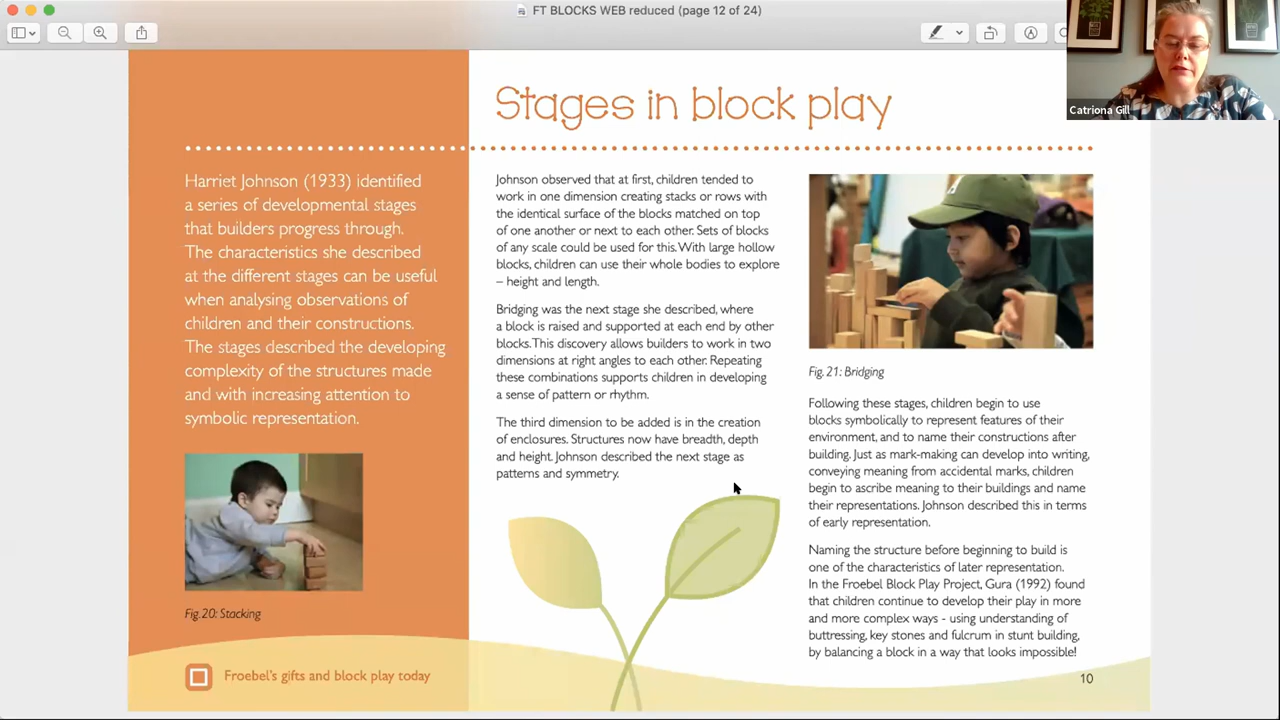 FT BLOCKS WEB reduced (page 12 of 24)
Catriona Gill
Stages in block play
Harriet Johnson (1933) identified
a series of developmental stages
that builders progress through.
The characteristics she described
at the different stages can be useful
when analysing observations of
children and their constructions.
The stages described the developing
complexity of the structures made
and with increasing attention to
symbolic representation.
Fig.20: Stacking
Froebel's gifts and block play today
Johnson observed that at first, children tended to
work in one dimension creating stacks or rows with
the identical surface of the blocks matched on top
of one another or next to each other. Sets of blocks
of any scale could be used for this. With large hollow
blocks, children can use their whole bodies to explore
– height and length.
Bridging was the next stage she described, where
a block is raised and supported at each end by other
blocks. This discovery allows builders to work in two
dimensions at right angles to each other. Repeating
these combinations supports children in developing
a sense of pattern or rhythm.
The third dimension to be added is in the creation
of enclosures. Structures now have breadth, depth
and height. Johnson described the next stage as
patterns and symmetry.
Fig. 21: Bridging
Following these stages, children begin to use
blocks symbolically to represent features of their
environment, and to name their constructions after
building. Just as mark-making can develop into writing,
conveying meaning from accidental marks, children
begin to ascribe meaning to their buildings and name
their representations. Johnson described this in terms
of early representation.
Naming the structure before beginning to build is
one of the characteristics of later representation.
In the Froebel Block Play Project, Gura (1992) found
that children continue to develop their play in more
and more complex ways - using understanding of
buttressing, key stones and fulcrum in stunt building,
by balancing a block in a way that looks impossible!
10